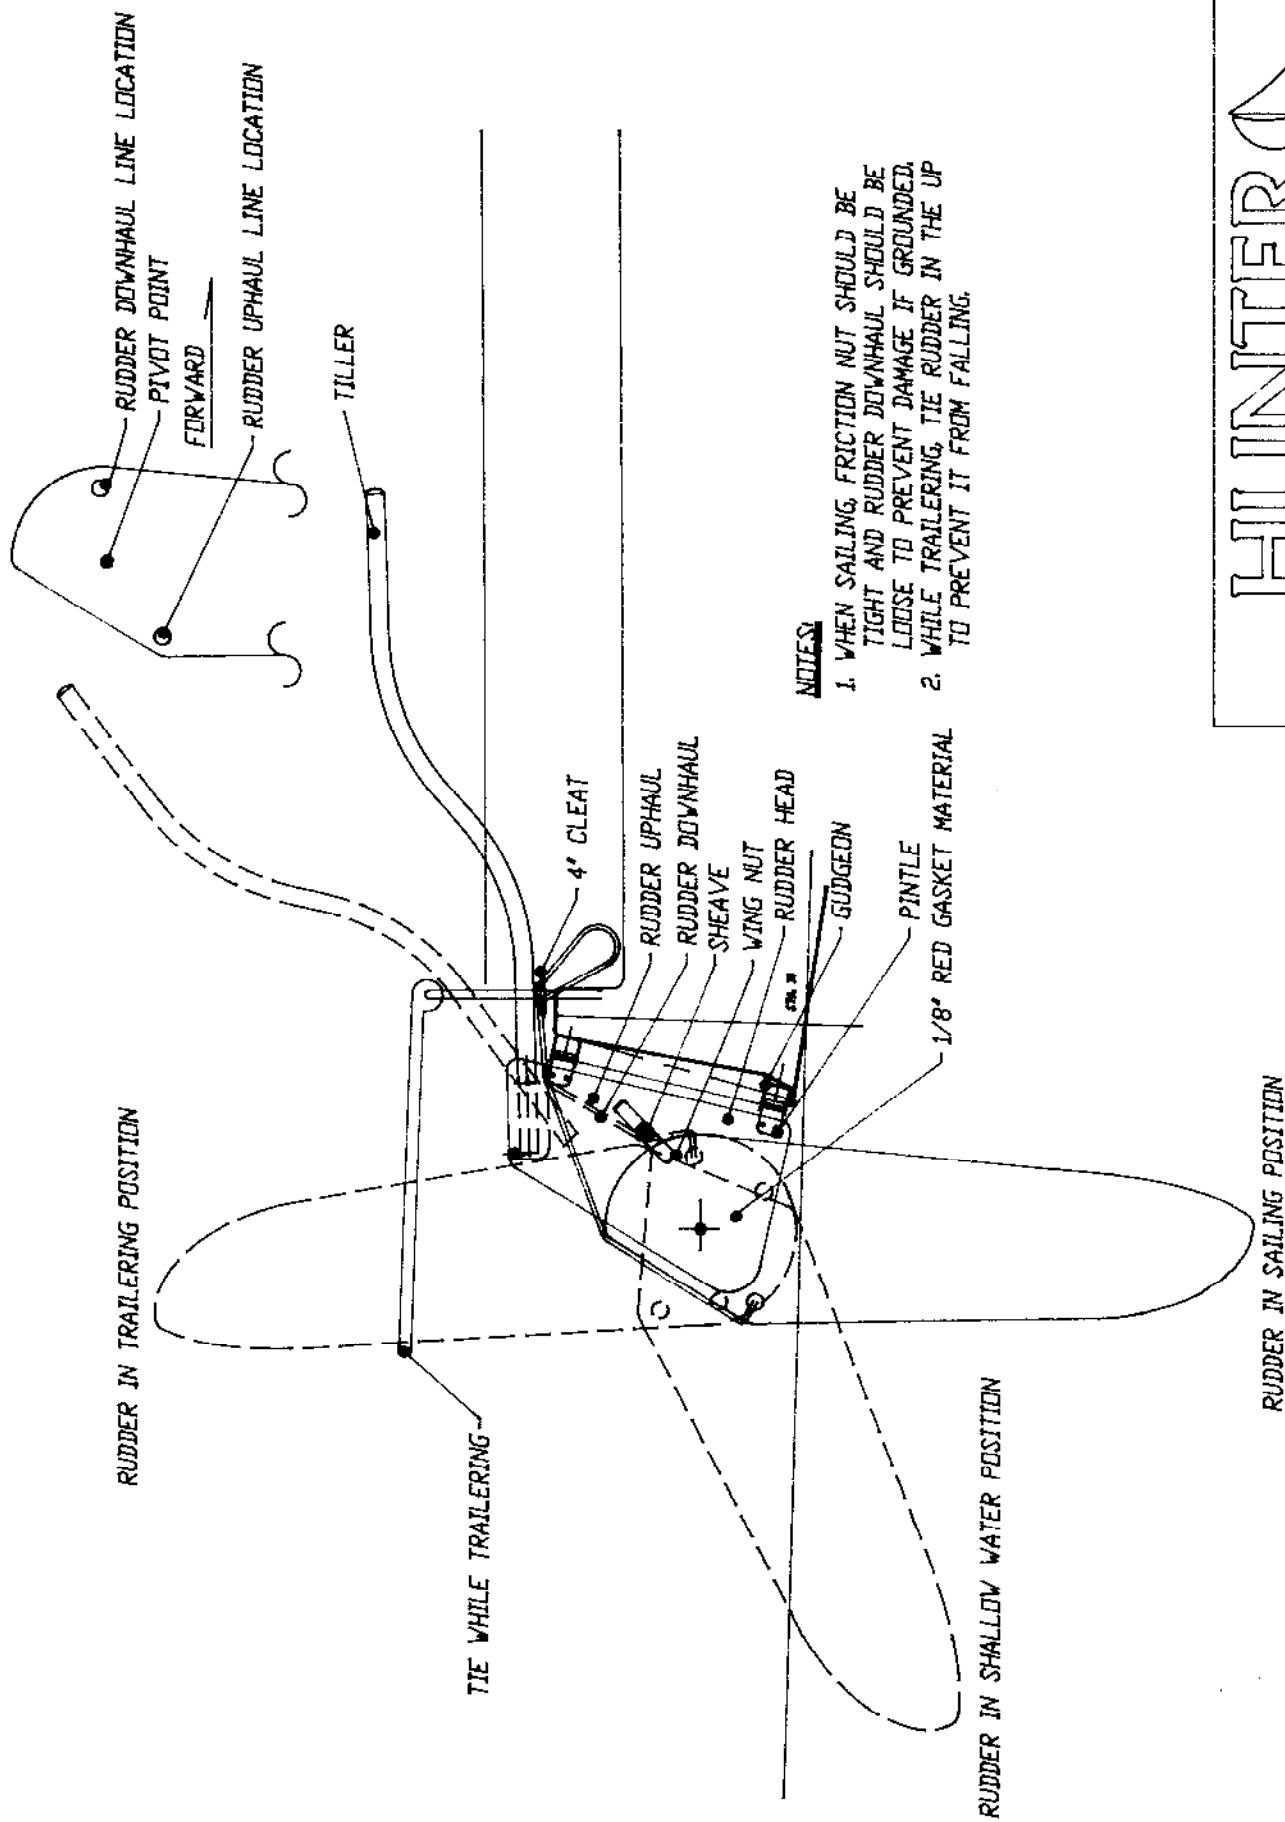 RUDDER IN TRAILERING POSITION
RUDDER DOWNHAUL LINE LOCATION
PIVOT POINT
FORWARD
RUDDER UPHAUL LINE LOCATION
TILLER
TIE WHILE TRAILERING
4" CLEAT
RUDDER UPHAUL
RUDDER DOWNHAUL
SHEAVE
WING NUT
RUDDER HEAD
GUDGEON
PINTLE
1/8" RED GASKET MATERIAL
NOTES:
1. WHEN SAILING, FRICTION NUT SHOULD BE
TIGHT AND RUDDER DOWNHAUL SHOULD BE
LOOSE TO PREVENT DAMAGE IF GROUNDED.
2. WHILE TRAILERING, TIE RUDDER IN THE UP
TO PREVENT IT FROM FALLING.
RUDDER IN SHALLOW WATER POSITION
RUDDER IN SAILING POSITION
HUNTER